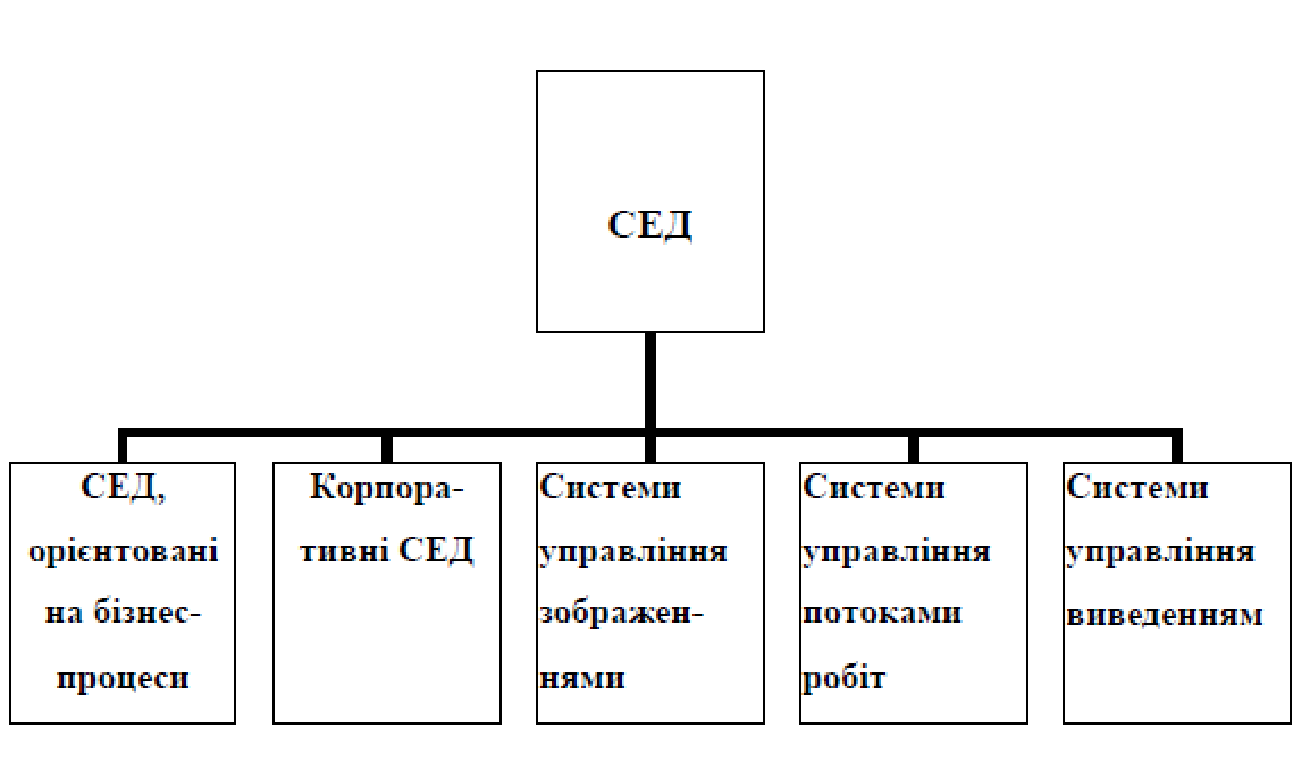 СЕД
СЕД,
орієнтовані
на бізнес-
процеси
Корпора-
тивні СЕД
Системи
управління
зображен-
нями
Системи
управління
потоками
робіт
Системи
управління
виведенням